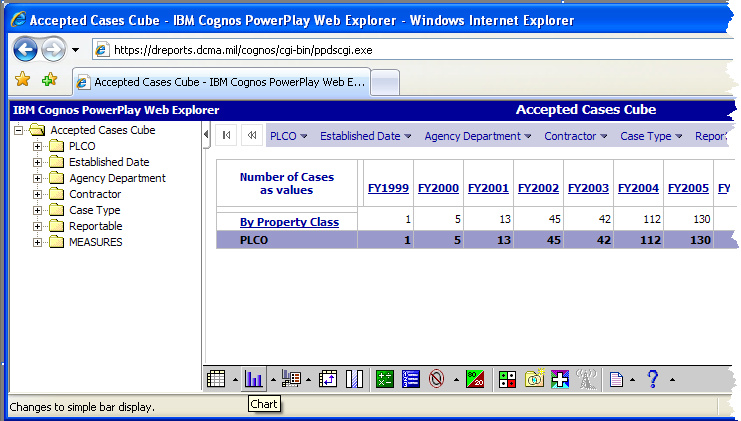 Accepted Cases Cube - IBM Cognos PowerPlay Web Explorer - Windows Internet Explorer
https://dreports.dcma.mil/cognos/cgi-bin/ppdscgi.exe
Accepted Cases Cube - IBM Cognos PowerPlay Web E...
IBM Cognos PowerPlay Web Explorer
Accepted Cases Cube
Accepted Cases Cube
PLCO
Established Date
Agency Department
Contractor
Case Type
Reportable
MEASURES
PLCO Established Date Agency Department Contractor Case Type
Number of Cases as values FY1999 FY2000 FY2001 FY2002 FY2003 FY2004 FY2005 FY
By Property Class 1 5 13 45 42 112 130
PLCO 1 5 13 45 42 112 130
80/20
?
Chart
Changes to simple bar display.